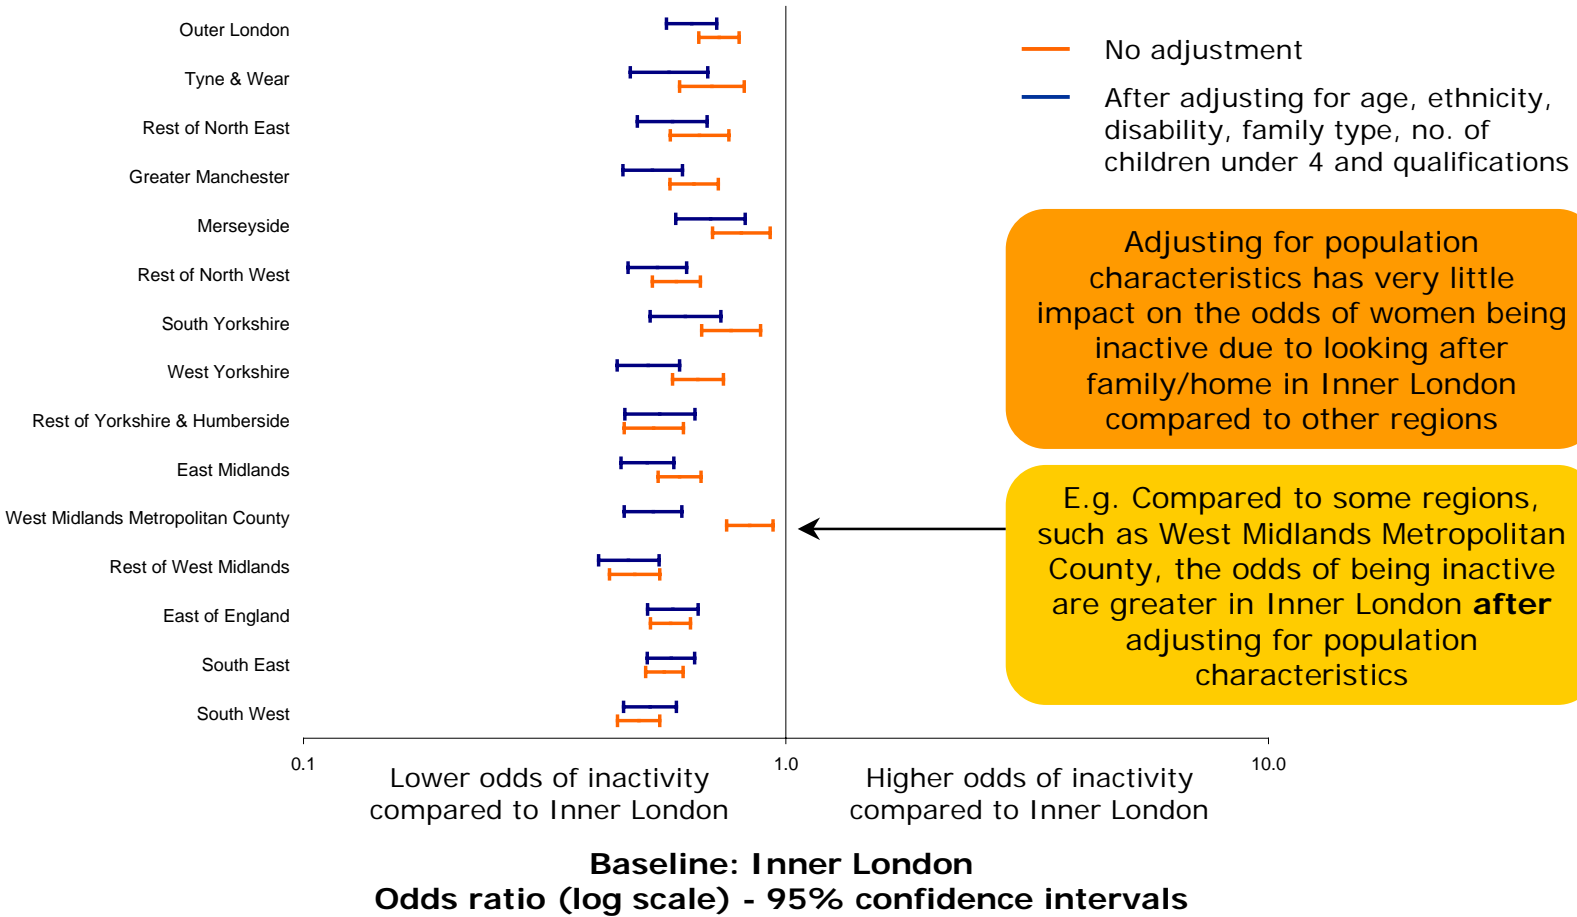 Outer London
Tyne & Wear
Rest of North East
Greater Manchester
Merseyside
Rest of North West
South Yorkshire
West Yorkshire
Rest of Yorkshire & Humberside
East Midlands
West Midlands Metropolitan County
Rest of West Midlands
East of England
South East
South West
0.1
1.0
10.0
Lower odds of inactivity
compared to Inner London
Higher odds of inactivity
compared to Inner London
Baseline: Inner London
Odds ratio (log scale) - 95% confidence intervals
No adjustment
After adjusting for age, ethnicity,
disability, family type, no. of
children under 4 and qualifications
Adjusting for population
characteristics has very little
impact on the odds of women being
inactive due to looking after
family/home in Inner London
compared to other regions
E.g. Compared to some regions,
such as West Midlands Metropolitan
County, the odds of being inactive
are greater in Inner London after
adjusting for population
characteristics